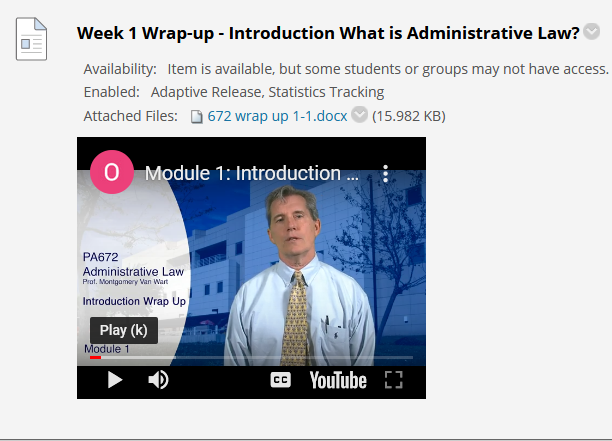 Week 1 Wrap-up - Introduction What is Administrative Law?
Availability: Item is available, but some students or groups may not have access.
Enabled: Adaptive Release, Statistics Tracking
Attached Files: 672 wrap up 1-1.docx (15.982 KB)
O Module 1: Introduction ...
PA672
Administrative Law
Prof. Montgomery Van Wart
Introduction Wrap Up
Play (k)
Module 1
CC YouTube